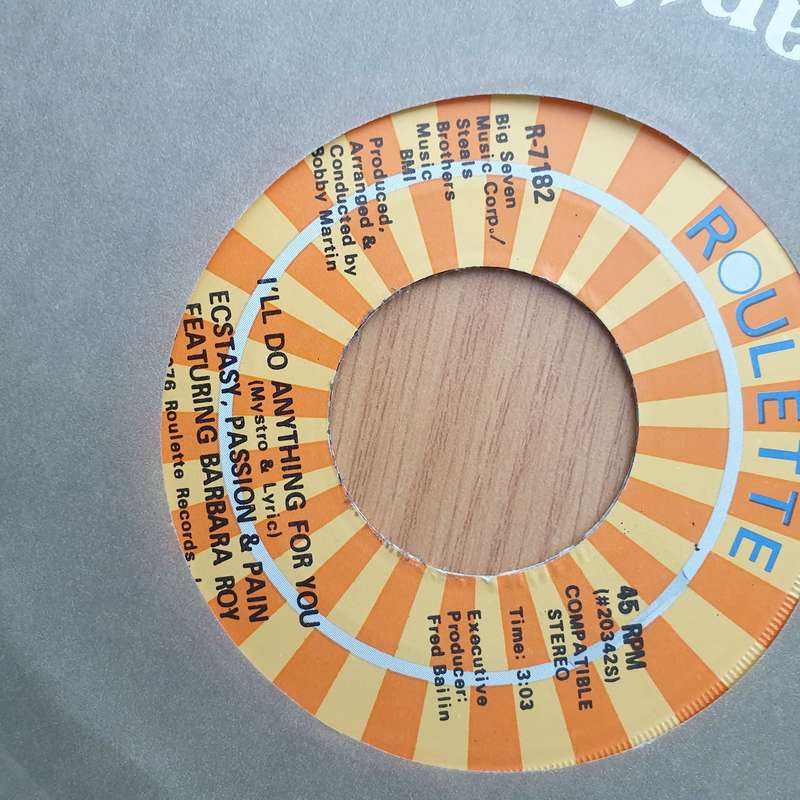 ROULETTE
R-7182
Big Seven
Music Corp./
Steals
Brothers
Music
BMI
Produced,
Arranged &
Conducted by
Bobby Martin
45 RPM
(#20342S)
COMPATIBLE
STEREO
Time: 3:03
Executive
Producer:
Fred Bailin
I'LL DO ANYTHING FOR YOU
(Mystro & Lyric)
ECSTASY, PASSION & PAIN
FEATURING BARBARA ROY
76 Roulette Records,